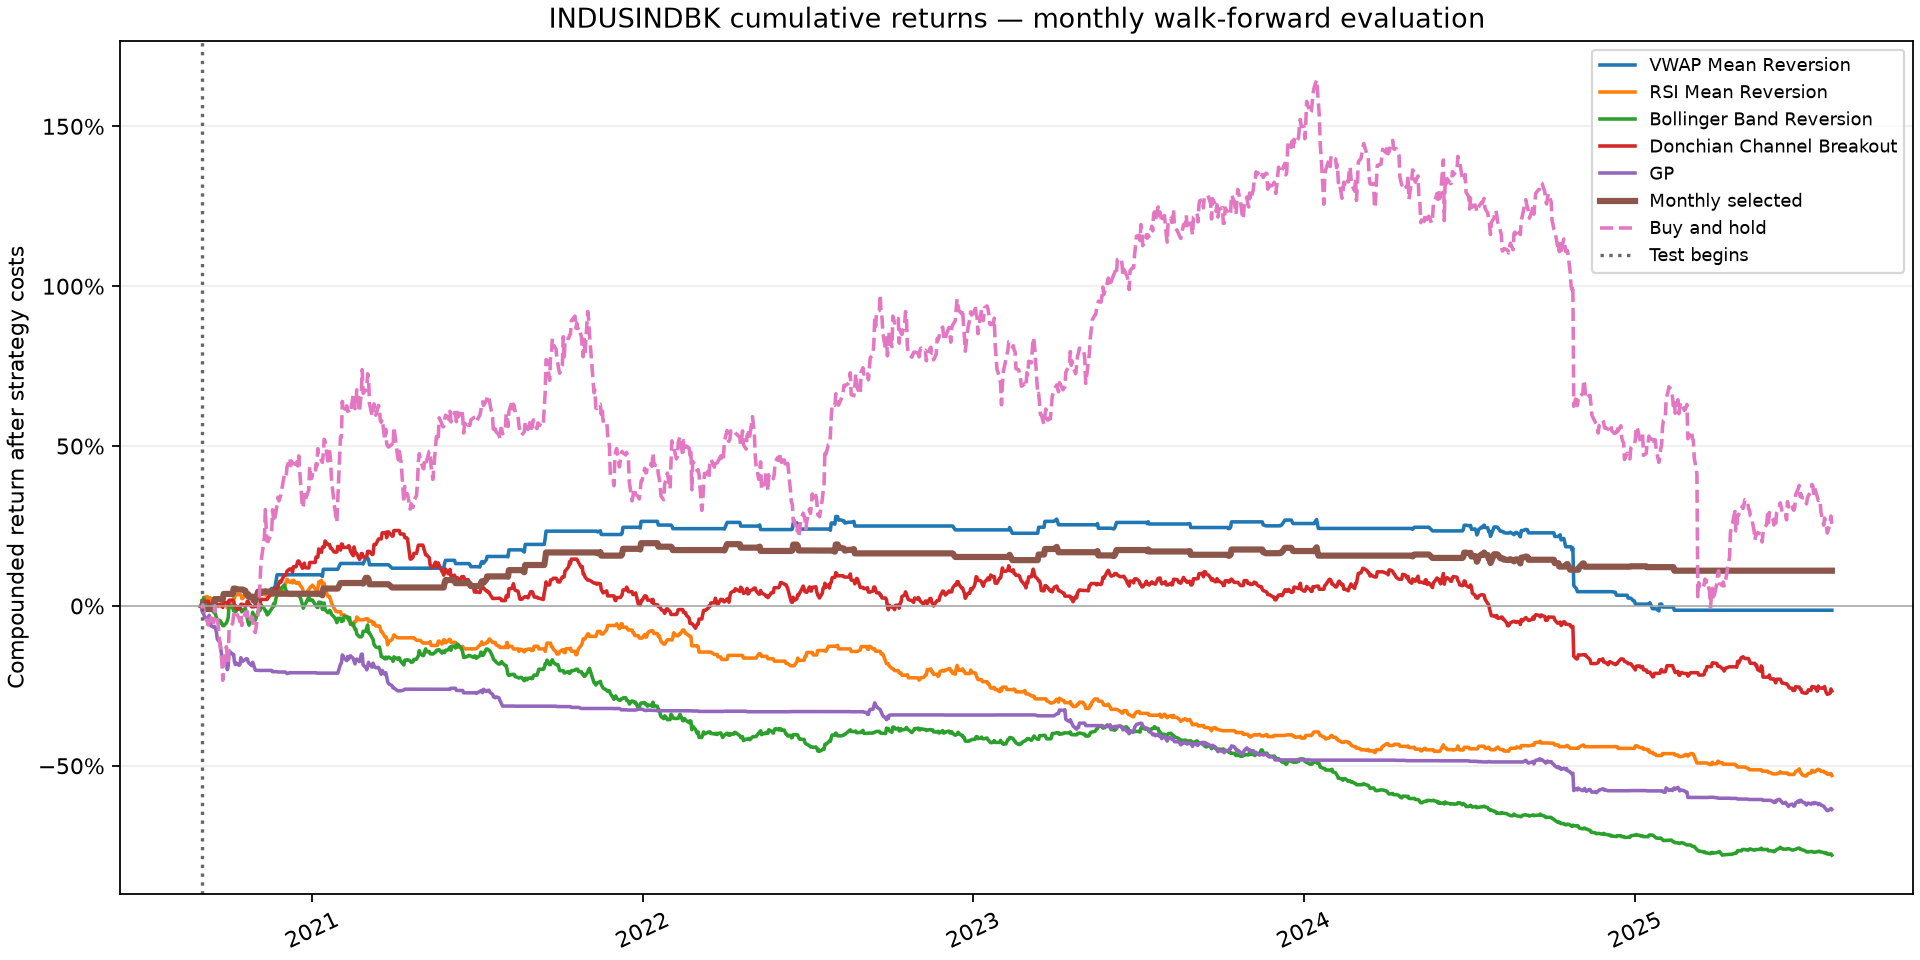 INDUSINDBK cumulative returns — monthly walk-forward evaluation
Compounded return after strategy costs
150%
100%
50%
0%
−50%
VWAP Mean Reversion
RSI Mean Reversion
Bollinger Band Reversion
Donchian Channel Breakout
GP
Monthly selected
Buy and hold
Test begins
2021
2022
2023
2024
2025